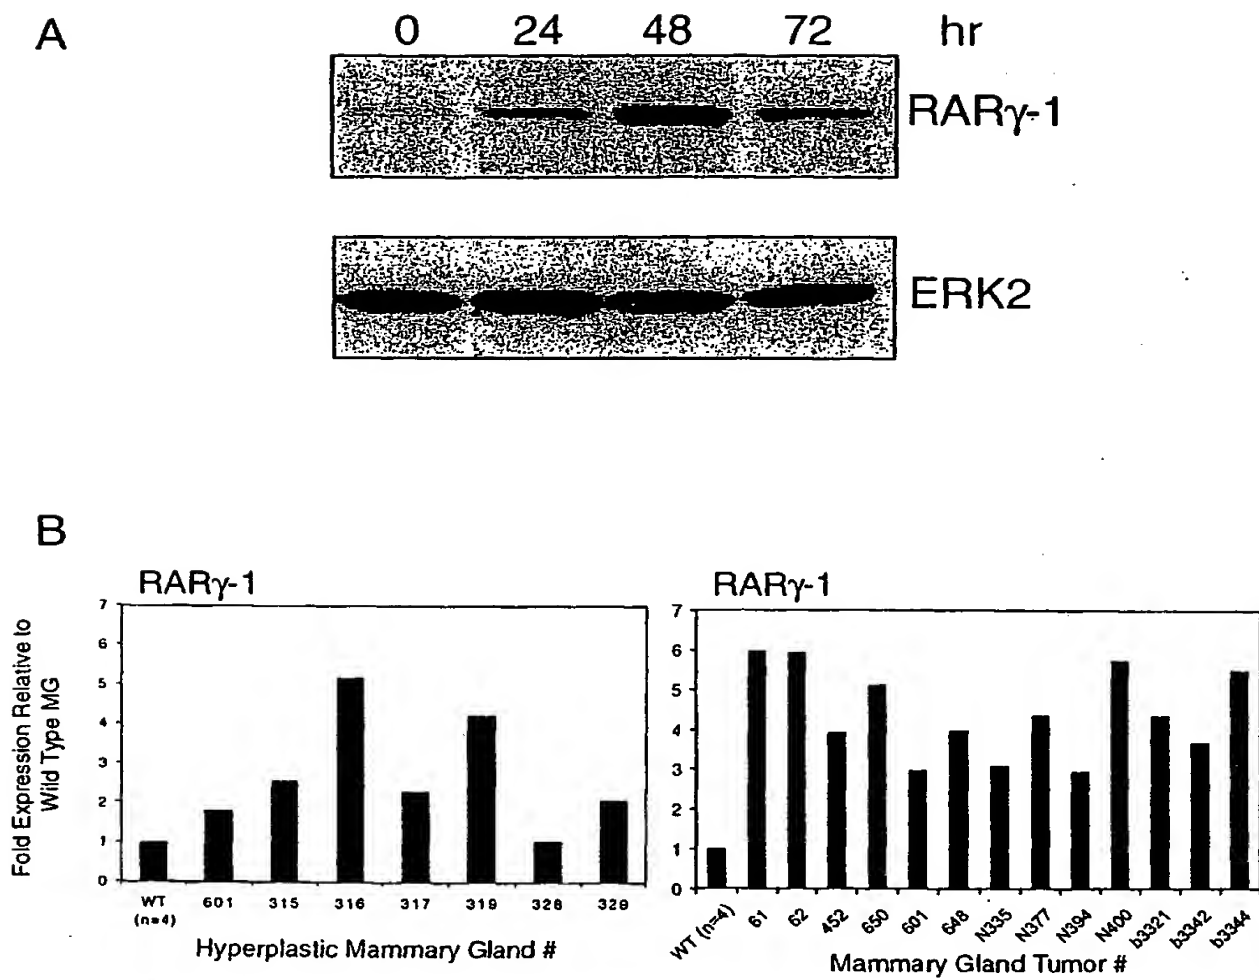 A
0 24 48 72 hr
RARγ-1
ERK2
B
RARγ-1
Fold Expression Relative to
Wild Type MG
7
6
5
4
3
2
1
0
WT
(n=4)
601 315 316 317 319 328 329
Hyperplastic Mammary Gland #
RARγ-1
7
6
5
4
3
2
1
0
WT (n=4) 61 62 452 650 601 648 N335 N377 N394 N400 b3321 b3342 b3344
Mammary Gland Tumor #